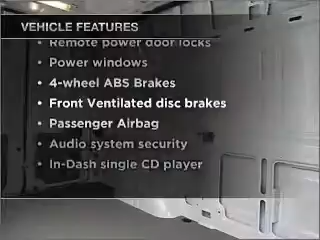 VEHICLE FEATURES
• Remote power door locks
• Power windows
• 4-wheel ABS Brakes
• Front Ventilated disc brakes
• Passenger Airbag
• Audio system security
• In-Dash single CD player